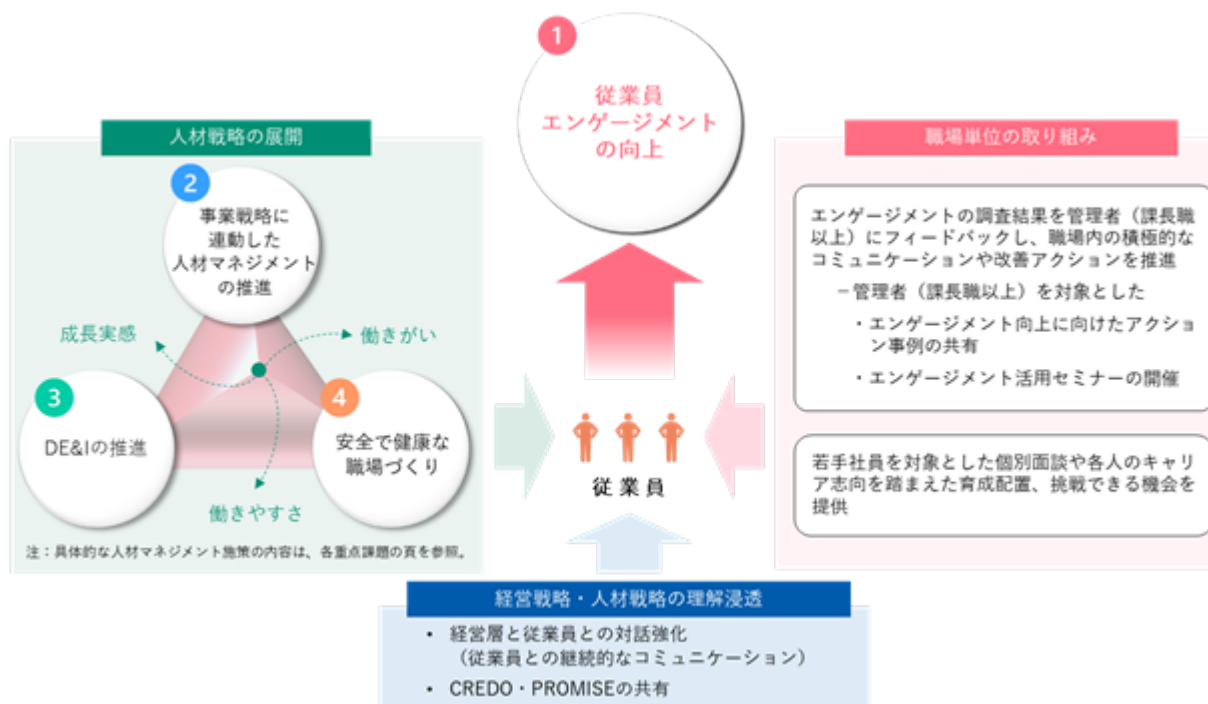 1
従業員
エンゲージメント
の向上
人材戦略の展開
2
事業戦略に
連動した
人材マネジメント
の推進
成長実感
働きがい
3
DE&Iの推進
4
安全で健康な
職場づくり
働きやすさ
注：具体的な人材マネジメント施策の内容は、各重点課題の頁を参照。
従業員
職場単位の取り組み
エンゲージメントの調査結果を管理者（課長職
以上）にフィードバックし、職場内の積極的な
コミュニケーションや改善アクションを推進
－管理者（課長職以上）を対象とした
・エンゲージメント向上に向けたアクショ
ン事例の共有
・エンゲージメント活用セミナーの開催
若手社員を対象とした個別面談や各人のキャリ
ア志向を踏まえた育成配置、挑戦できる機会を
提供
経営戦略・人材戦略の理解浸透
• 経営層と従業員との対話強化
（従業員との継続的なコミュニケーション）
• CREDO・PROMISEの共有